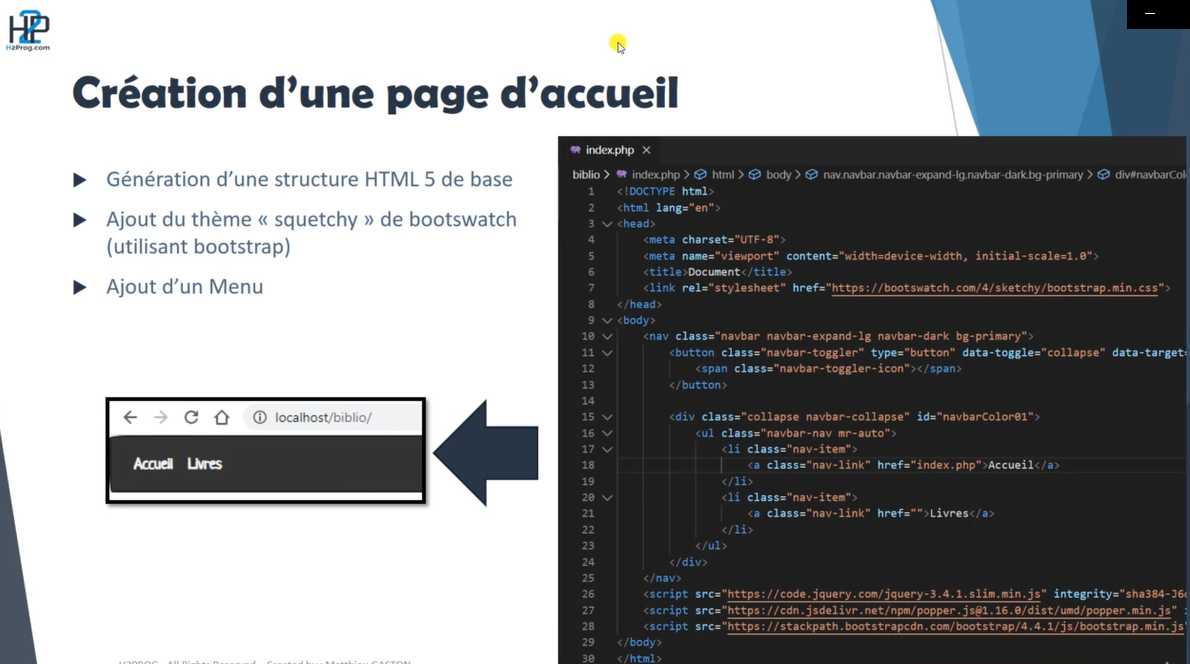 H2P
H2Prog.com
Création d’une page d’accueil
▶ Génération d’une structure HTML 5 de base
▶ Ajout du thème « squetchy » de bootswatch
(utilisant bootstrap)
▶ Ajout d’un Menu
localhost/biblio/
Accueil Livres
index.php
biblio > index.php > html > body > nav.navbar.navbar-expand-lg.navbar-dark.bg-primary >
1 <!DOCTYPE html>
2 <html lang="en">
3 <head>
4 <meta charset="UTF-8">
5 <meta name="viewport" content="width=device-width, initial-scale=1.0">
6 <title>Document</title>
7 <link rel="stylesheet" href="https://bootswatch.com/4/sketchy/bootstrap.min.css">
8 </head>
9 <body>
10 <nav class="navbar navbar-expand-lg navbar-dark bg-primary">
11 <button class="navbar-toggler" type="button" data-toggle="collapse" data-target=
12 <span class="navbar-toggler-icon"></span>
13 </button>
14
15 <div class="collapse navbar-collapse" id="navbarColor01">
16 <ul class="navbar-nav mr-auto">
17 <li class="nav-item">
18 <a class="nav-link" href="index.php">Accueil</a>
19 </li>
20 <li class="nav-item">
21 <a class="nav-link" href="">Livres</a>
22 </li>
23 </ul>
24 </div>
25 </nav>
26 <script src="https://code.jquery.com/jquery-3.4.1.slim.min.js" integrity="sha384-J6
27 <script src="https://cdn.jsdelivr.net/npm/popper.js@1.16.0/dist/umd/popper.min.js"
28 <script src="https://stackpath.bootstrapcdn.com/bootstrap/4.4.1/js/bootstrap.min.js"
29 </body>
30 </html>